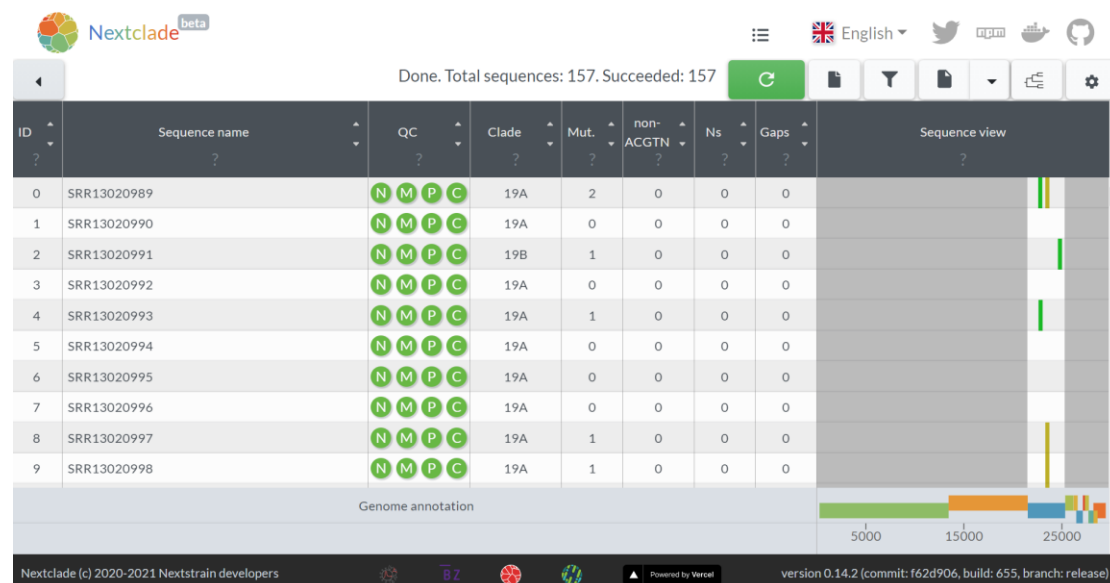 Nextclade beta
English
Done. Total sequences: 157. Succeeded: 157
ID Sequence name QC Clade Mut. non-ACGTN Ns Gaps Sequence view
? ? ? ? ? ? ? ? ?
0 SRR13020989 N M P C 19A 2 0 0 0
1 SRR13020990 N M P C 19A 0 0 0 0
2 SRR13020991 N M P C 19B 1 0 0 0
3 SRR13020992 N M P C 19A 0 0 0 0
4 SRR13020993 N M P C 19A 1 0 0 0
5 SRR13020994 N M P C 19A 0 0 0 0
6 SRR13020995 N M P C 19A 0 0 0 0
7 SRR13020996 N M P C 19A 0 0 0 0
8 SRR13020997 N M P C 19A 1 0 0 0
9 SRR13020998 N M P C 19A 1 0 0 0
Genome annotation
5000 15000 25000
Nextclade (c) 2020-2021 Nextstrain developers BZ Powered by Vercel version 0.14.2 (commit: f62d906, build: 655, branch: release)